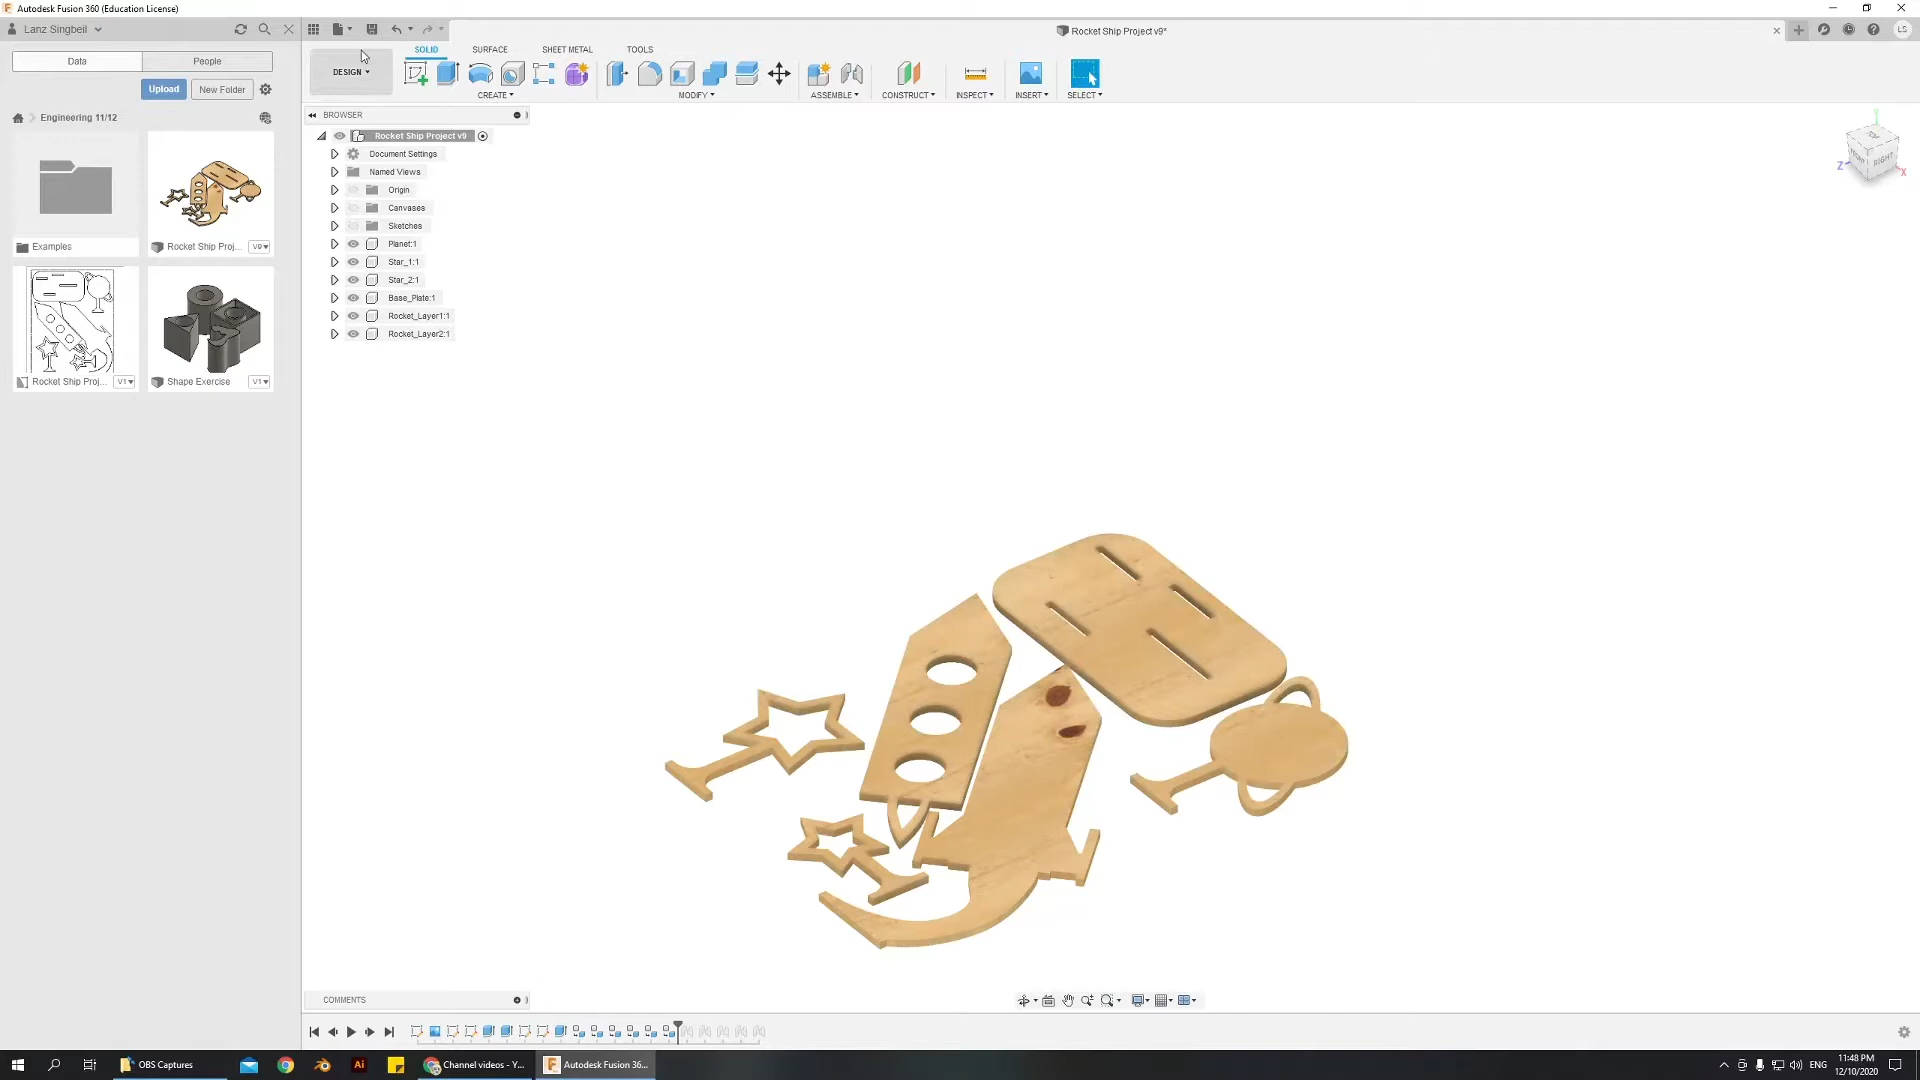 Autodesk Fusion 360 (Education License)
Lanz Singbeil
Rocket Ship Project v9*
LS
Data
People
Upload
New Folder
Engineering 11/12
Examples
Rocket Ship Proj...
V9
Rocket Ship Proj...
V1
Shape Exercise
V1
DESIGN
SOLID
SURFACE
SHEET METAL
TOOLS
CREATE
MODIFY
ASSEMBLE
CONSTRUCT
INSPECT
INSERT
SELECT
BROWSER
Rocket Ship Project v9
Document Settings
Named Views
Origin
Canvases
Sketches
Planet:1
Star_1:1
Star_2:1
Base_Plate:1
Rocket_Layer1:1
Rocket_Layer2:1
Z
RIGHT
X
COMMENTS
OBS Captures
Ai
Channel videos - Y...
Autodesk Fusion 36...
ENG
11:48 PM
12/10/2020